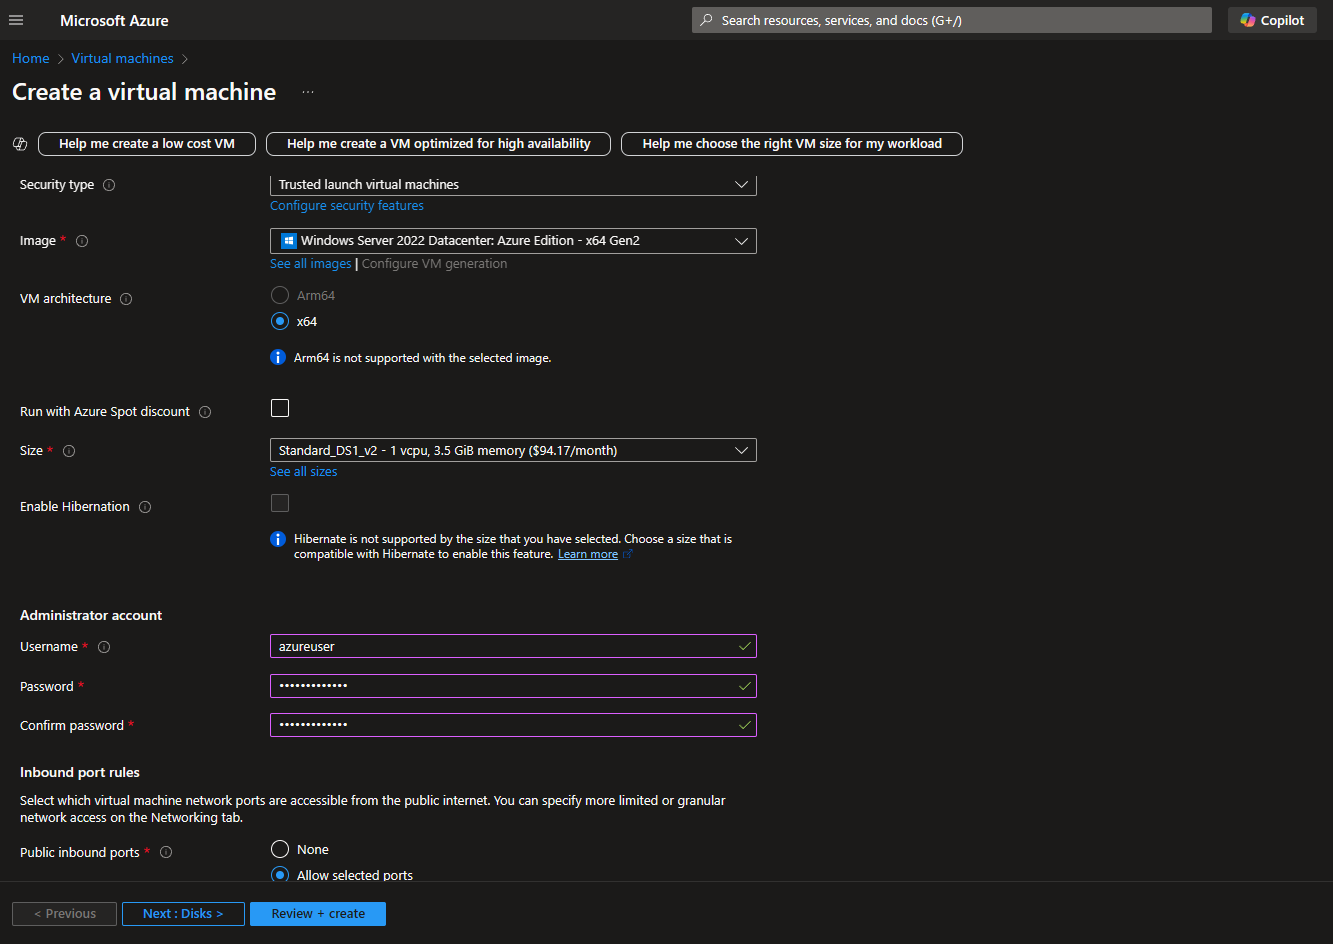 Microsoft Azure
Search resources, services, and docs (G+/)
Copilot
Home > Virtual machines >
Create a virtual machine ...
Help me create a low cost VM
Help me create a VM optimized for high availability
Help me choose the right VM size for my workload
Security type
Trusted launch virtual machines
Configure security features
Image *
Windows Server 2022 Datacenter: Azure Edition - x64 Gen2
See all images | Configure VM generation
VM architecture
Arm64
x64
Arm64 is not supported with the selected image.
Run with Azure Spot discount
Size *
Standard_DS1_v2 - 1 vcpu, 3.5 GiB memory ($94.17/month)
See all sizes
Enable Hibernation
Hibernate is not supported by the size that you have selected. Choose a size that is
compatible with Hibernate to enable this feature. Learn more
Administrator account
Username *
azureuser
Password *
•••••••••••••
Confirm password *
•••••••••••••
Inbound port rules
Select which virtual machine network ports are accessible from the public internet. You can specify more limited or granular
network access on the Networking tab.
Public inbound ports *
None
Allow selected ports
< Previous
Next : Disks >
Review + create